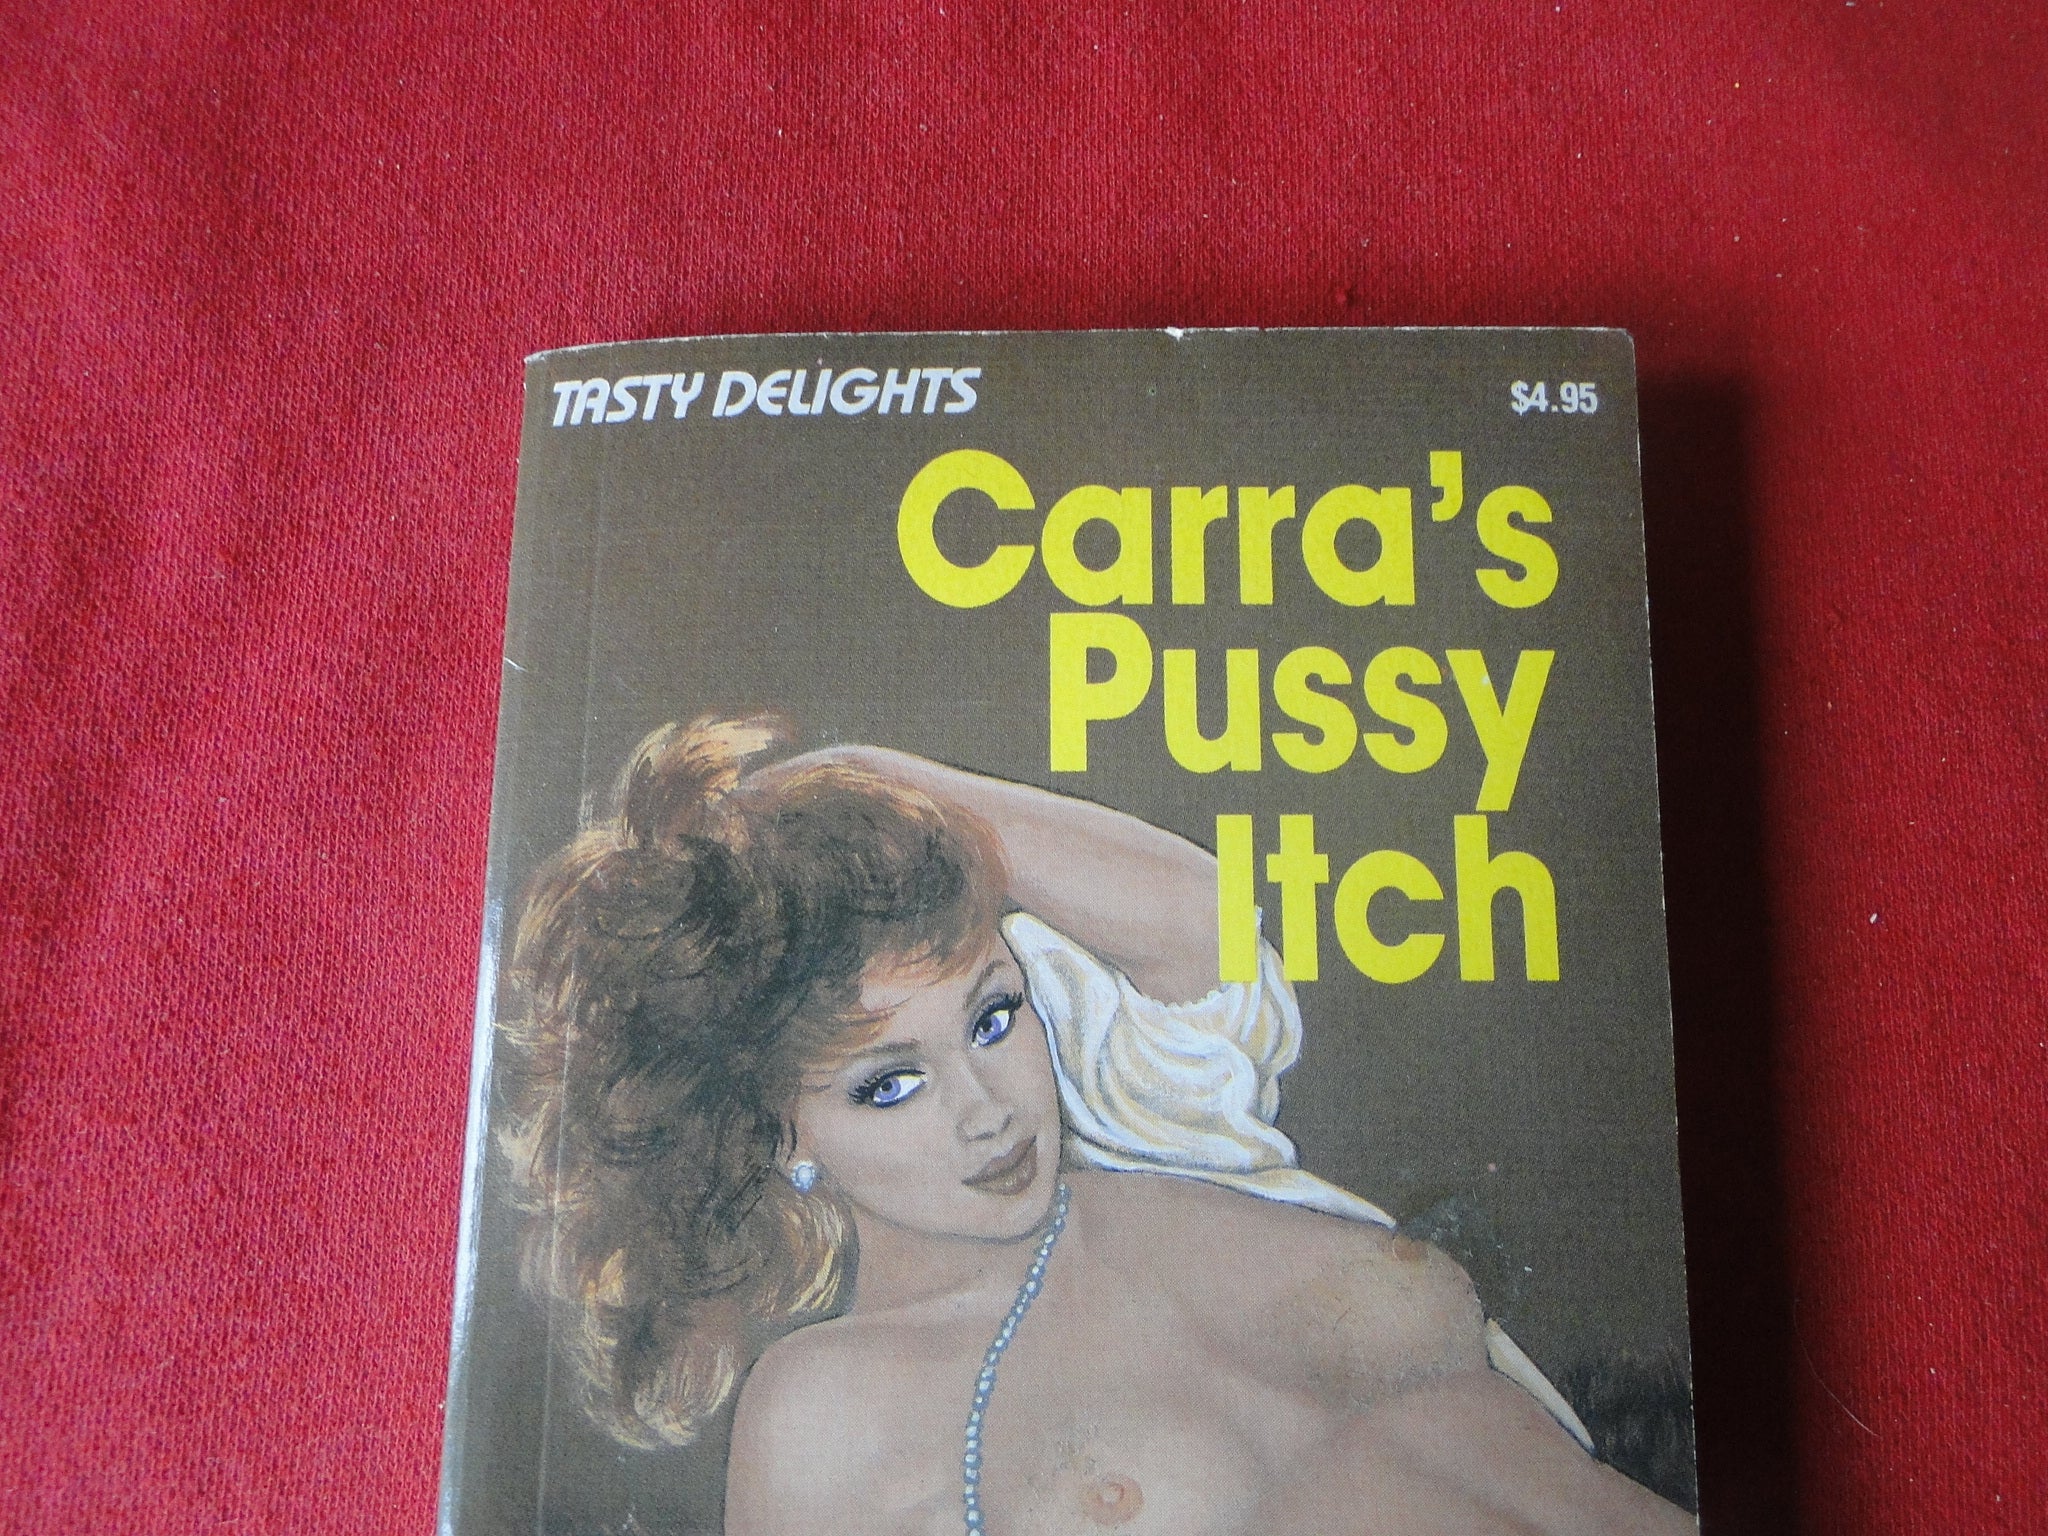 TASTY DELIGHTS
$4.95
Carra's
Pussy
Itch